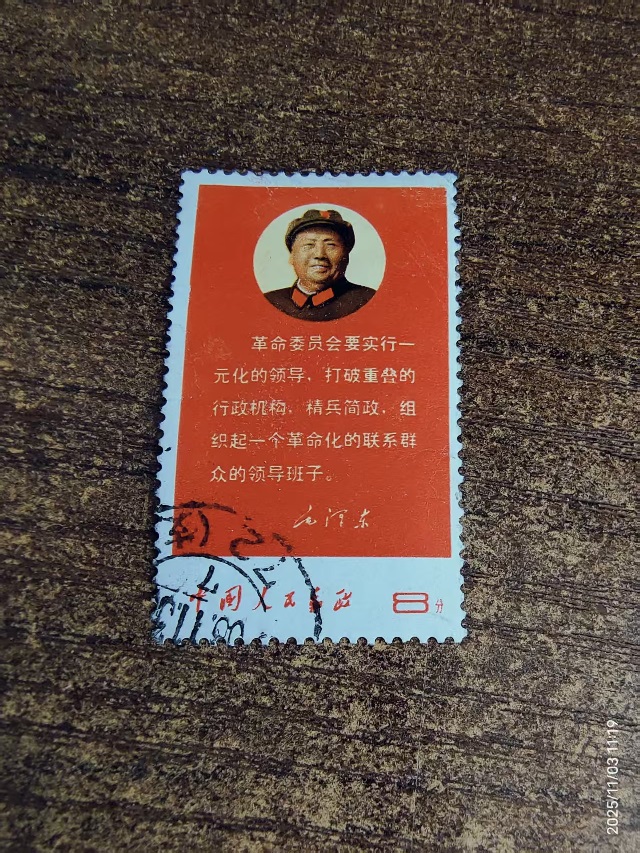 革命委员会要实行一
元化的领导,打破重叠的
行政机构,精兵简政,组
织起一个革命化的联系群
众的领导班子。
毛泽东
中国人民邮政 8分
2025/11/03 11:19